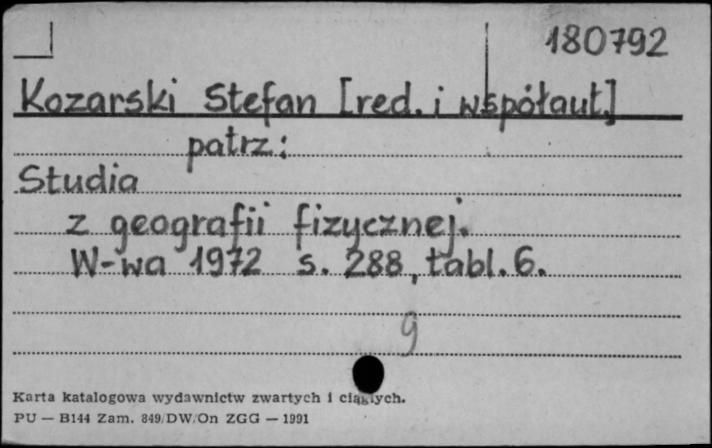 180792
Kozarski Stefan [red. i współaut.]
patrz:
Studia
z geografii fizycznej.
W-wa 1972 s. 288, tabl. 6.
g
Karta katalogowa wydawnictw zwartych i ciągłych.
PU — B144 Zam. 849/DW/On ZGG — 1991